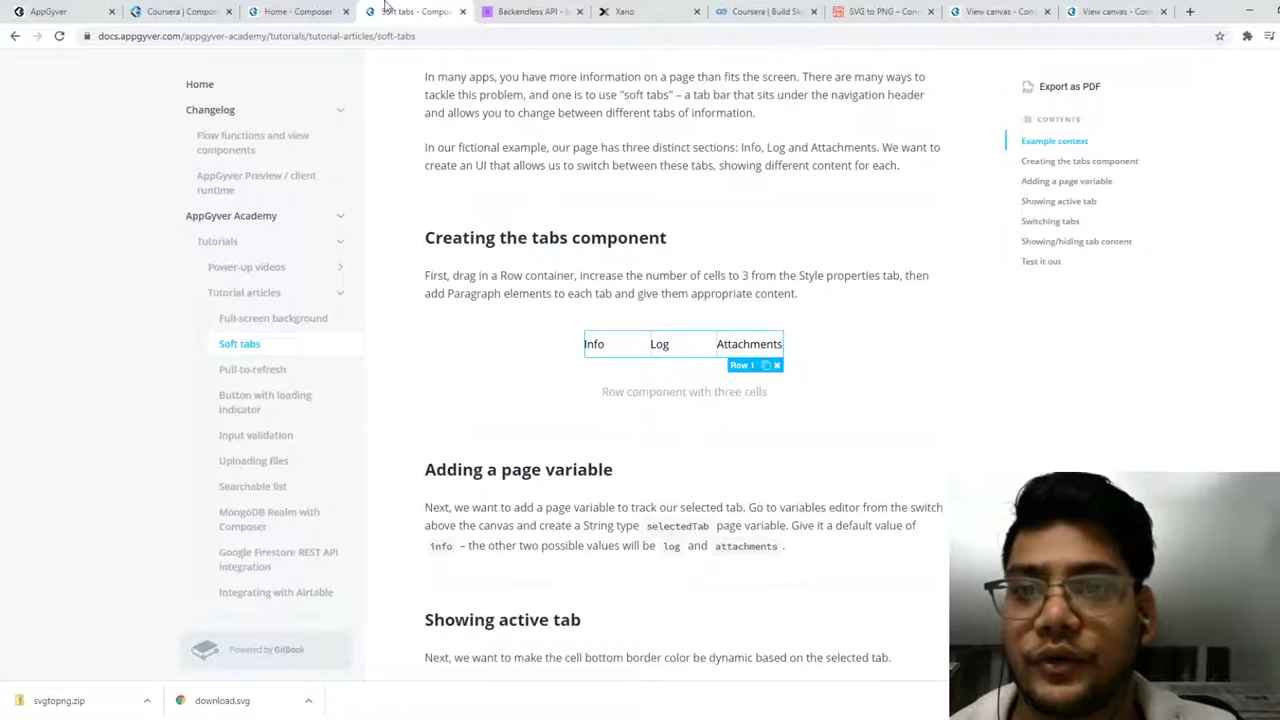 AppGyver
Coursera | Compos
Home - Composer
Soft tabs - Compo
Backendless API - b
Xano
Coursera | Build Sk
SVG to PNG – Con
View canvas - Com
View canvas - Com
docs.appgyver.com/appgyver-academy/tutorials/tutorial-articles/soft-tabs
Home
Changelog
Flow functions and view
components
AppGyver Preview / client
runtime
AppGyver Academy
Tutorials
Power-up videos
Tutorial articles
Full-screen background
Soft tabs
Pull-to-refresh
Button with loading
indicator
Input validation
Uploading files
Searchable list
MongoDB Realm with
Composer
Google Firestore REST API
integration
Integrating with Airtable
Powered by GitBook
In many apps, you have more information on a page than fits the screen. There are many ways to
tackle this problem, and one is to use "soft tabs" – a tab bar that sits under the navigation header
and allows you to change between different tabs of information.
In our fictional example, our page has three distinct sections: Info, Log and Attachments. We want to
create an UI that allows us to switch between these tabs, showing different content for each.
Creating the tabs component
First, drag in a Row container, increase the number of cells to 3 from the Style properties tab, then
add Paragraph elements to each tab and give them appropriate content.
Info Log Attachments
Row 1
Row component with three cells
Adding a page variable
Next, we want to add a page variable to track our selected tab. Go to variables editor from the switch
above the canvas and create a String type selectedTab page variable. Give it a default value of
info – the other two possible values will be log and attachments .
Showing active tab
Next, we want to make the cell bottom border color be dynamic based on the selected tab.
Export as PDF
CONTENTS
Example context
Creating the tabs component
Adding a page variable
Showing active tab
Switching tabs
Showing/hiding tab content
Test it out
svgtopng.zip
download.svg